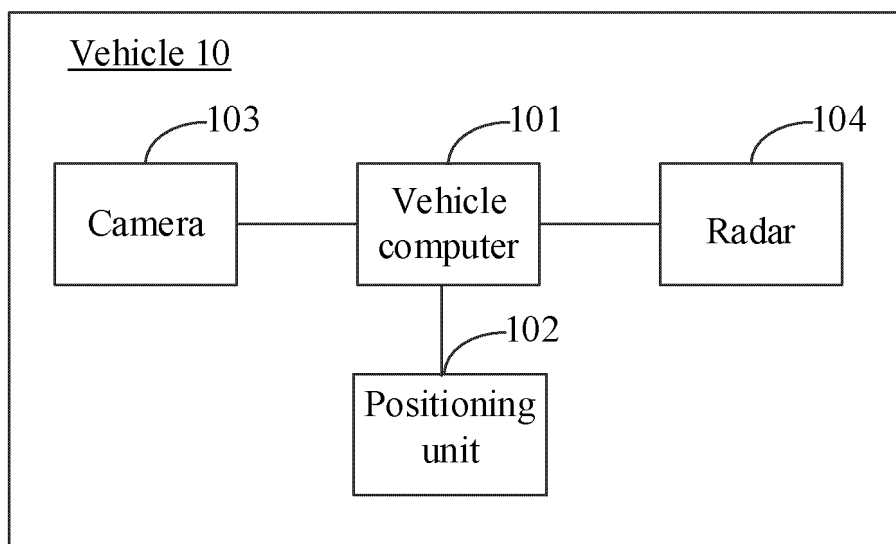 Vehicle 10
103
101
104
Camera
Vehicle
computer
Radar
102
Positioning
unit